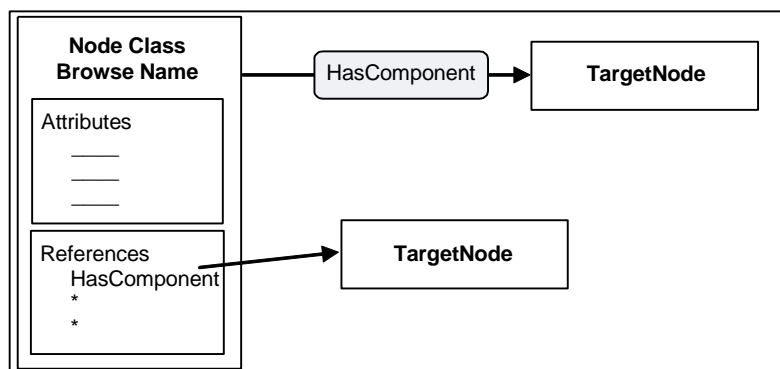 Node Class
Browse Name
HasComponent
TargetNode
Attributes
References
HasComponent
*
*
TargetNode